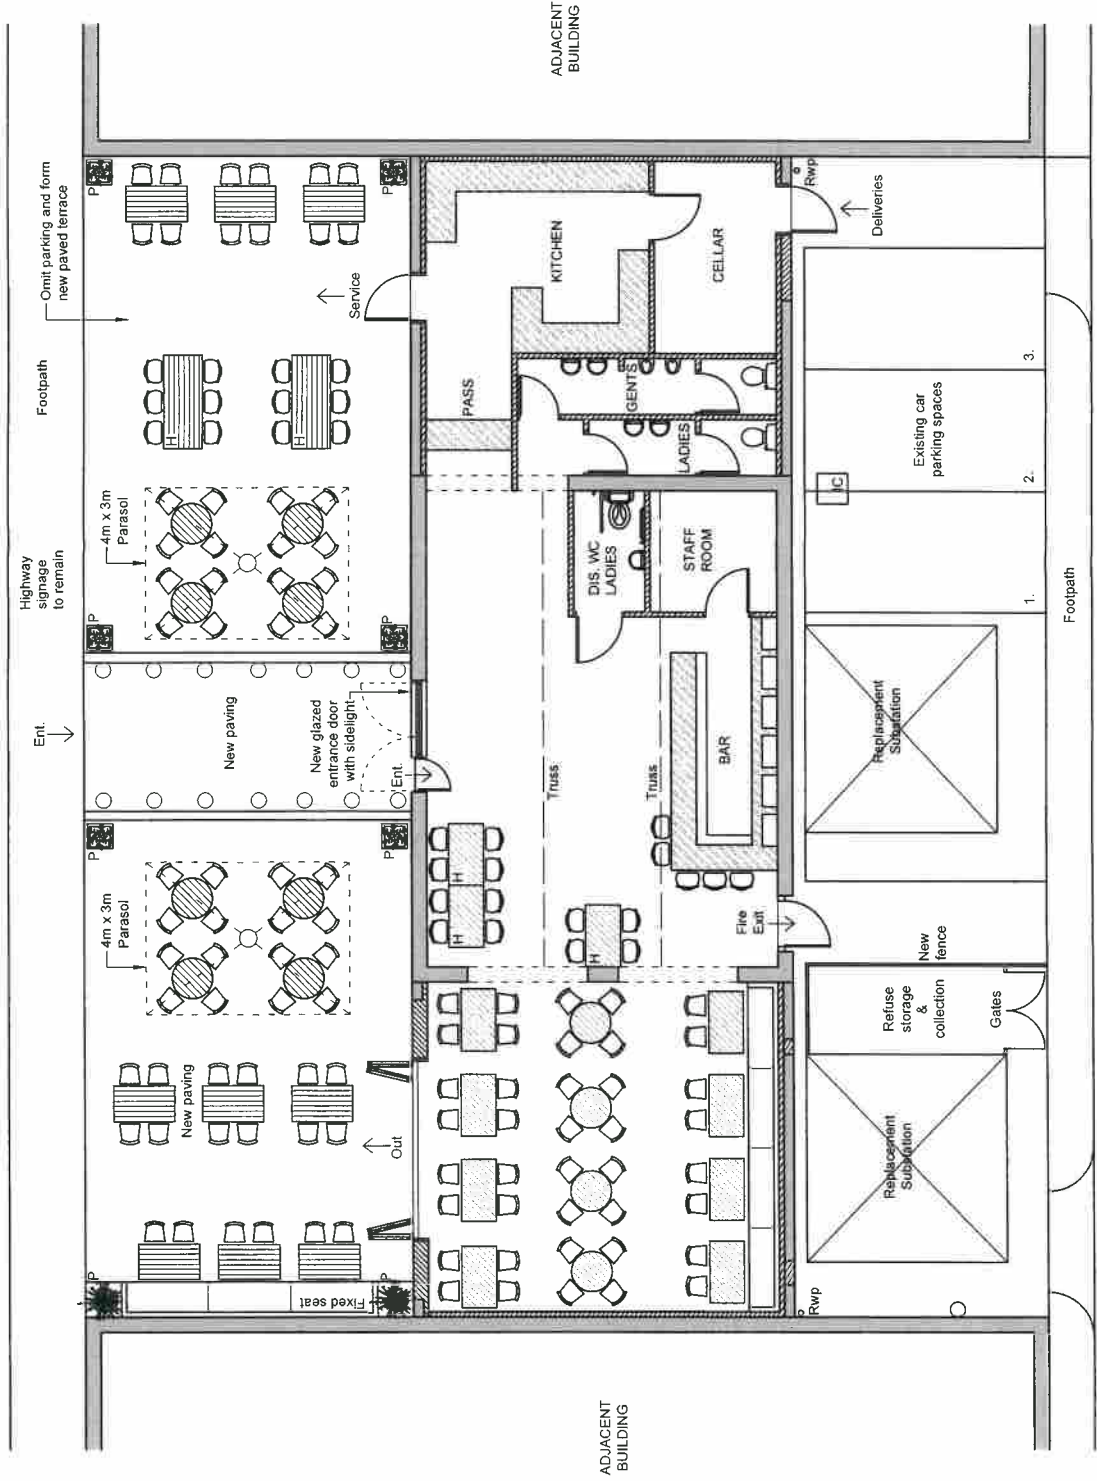 ADJACENT
BUILDING
Omit parking and form
new paved terrace
Footpath
Highway
signage
to remain
Ent.
4m x 3m
Parasol
4m x 3m
Parasol
P
P
P
P
P
P
P
P
H
H
Service
New paving
New glazed
entrance door
with sidelight
Ent.
New paving
Out
Fixed seat
KITCHEN
PASS
CELLAR
GENTS
LADIES
DIS. WC
LADIES
STAFF
ROOM
BAR
Truss
Truss
H
H
H
Fire
Exit
Rwp
Deliveries
Existing car
parking spaces
3.
2.
1.
IC
Footpath
Replacement
Substation
New
fence
Refuse
storage
&
collection
Gates
Replacement
Substation
Rwp
ADJACENT
BUILDING